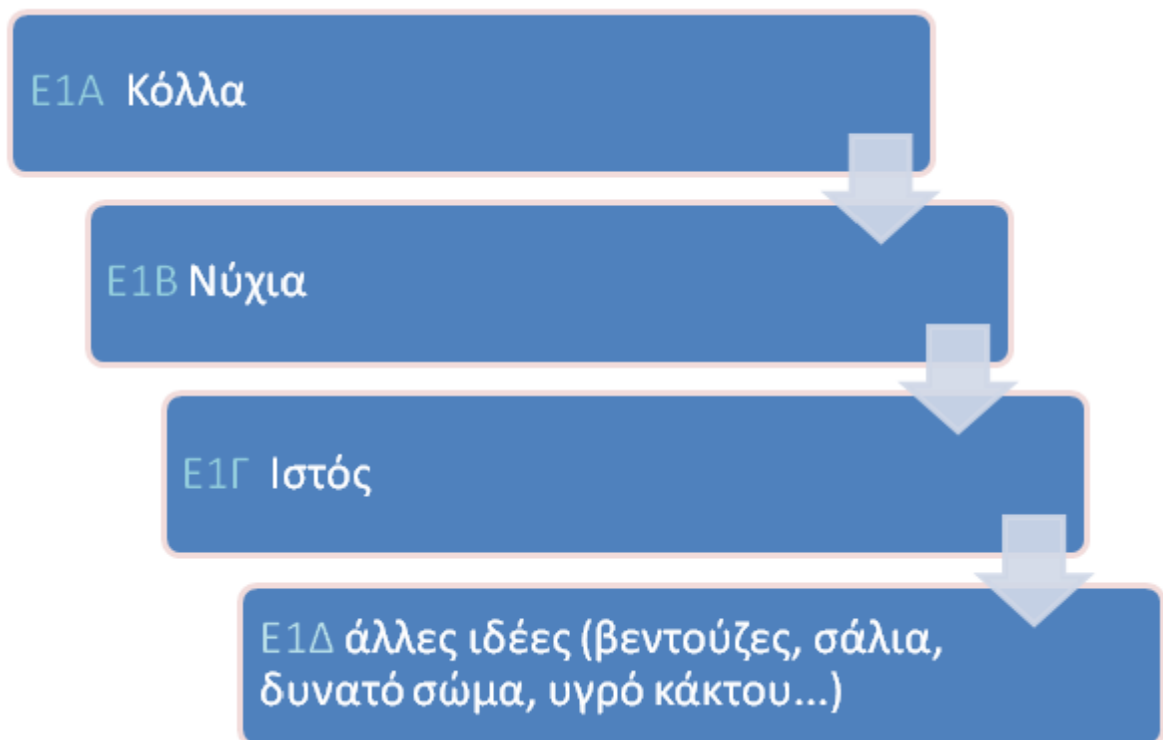 Ε1Α Κόλλα
Ε1Β Νύχια
Ε1Γ Ιστός
Ε1Δ άλλες ιδέες (βεντούζες, σάλια,
δυνατό σώμα, υγρό κάκτου...)